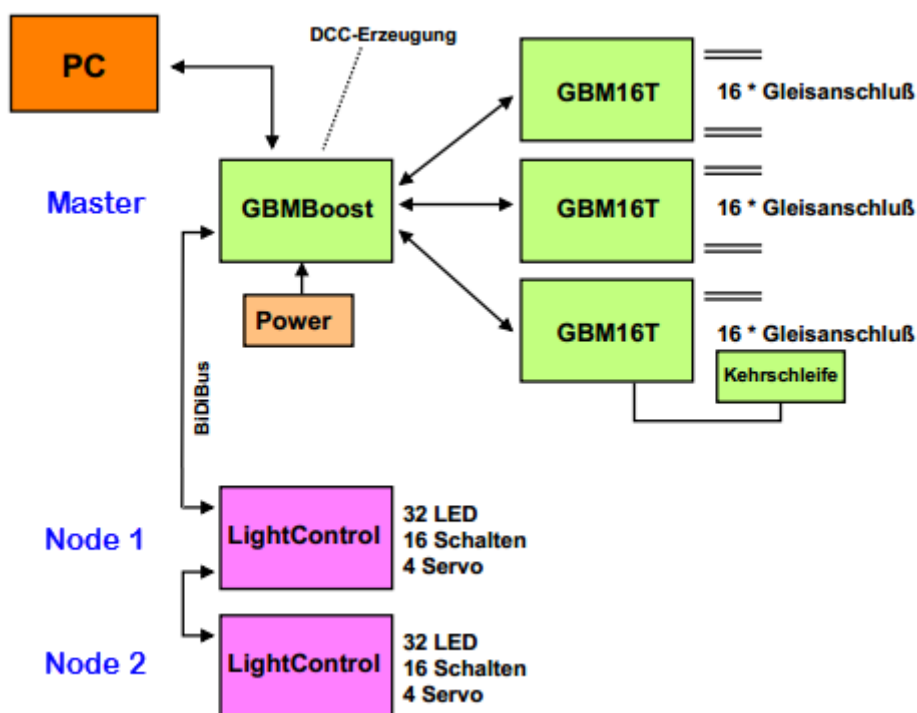 DCC-Erzeugung
PC
GBM16T
16 * Gleisanschluß
Master
GBMBoost
GBM16T
16 * Gleisanschluß
Power
GBM16T
16 * Gleisanschluß
Kehrschleife
BiDiBus
Node 1
LightControl
32 LED
16 Schalten
4 Servo
Node 2
LightControl
32 LED
16 Schalten
4 Servo